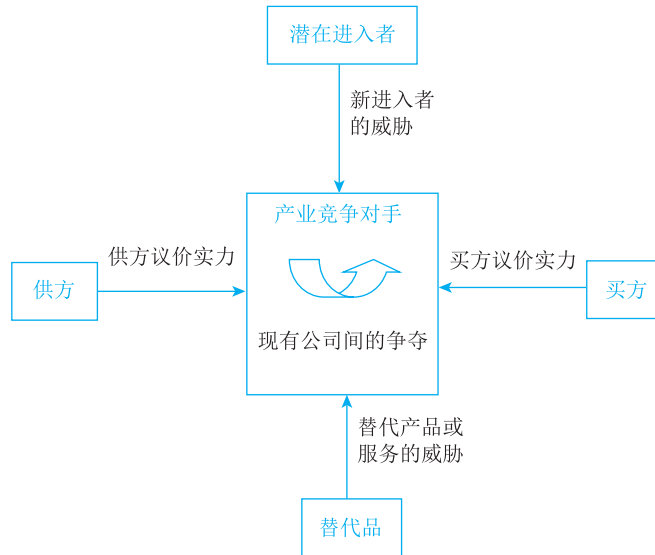 潜在进入者
新进入者
的威胁
产业竞争对手
供方议价实力
买方议价实力
供方
买方
现有公司间的争夺
替代产品或
服务的威胁
替代品